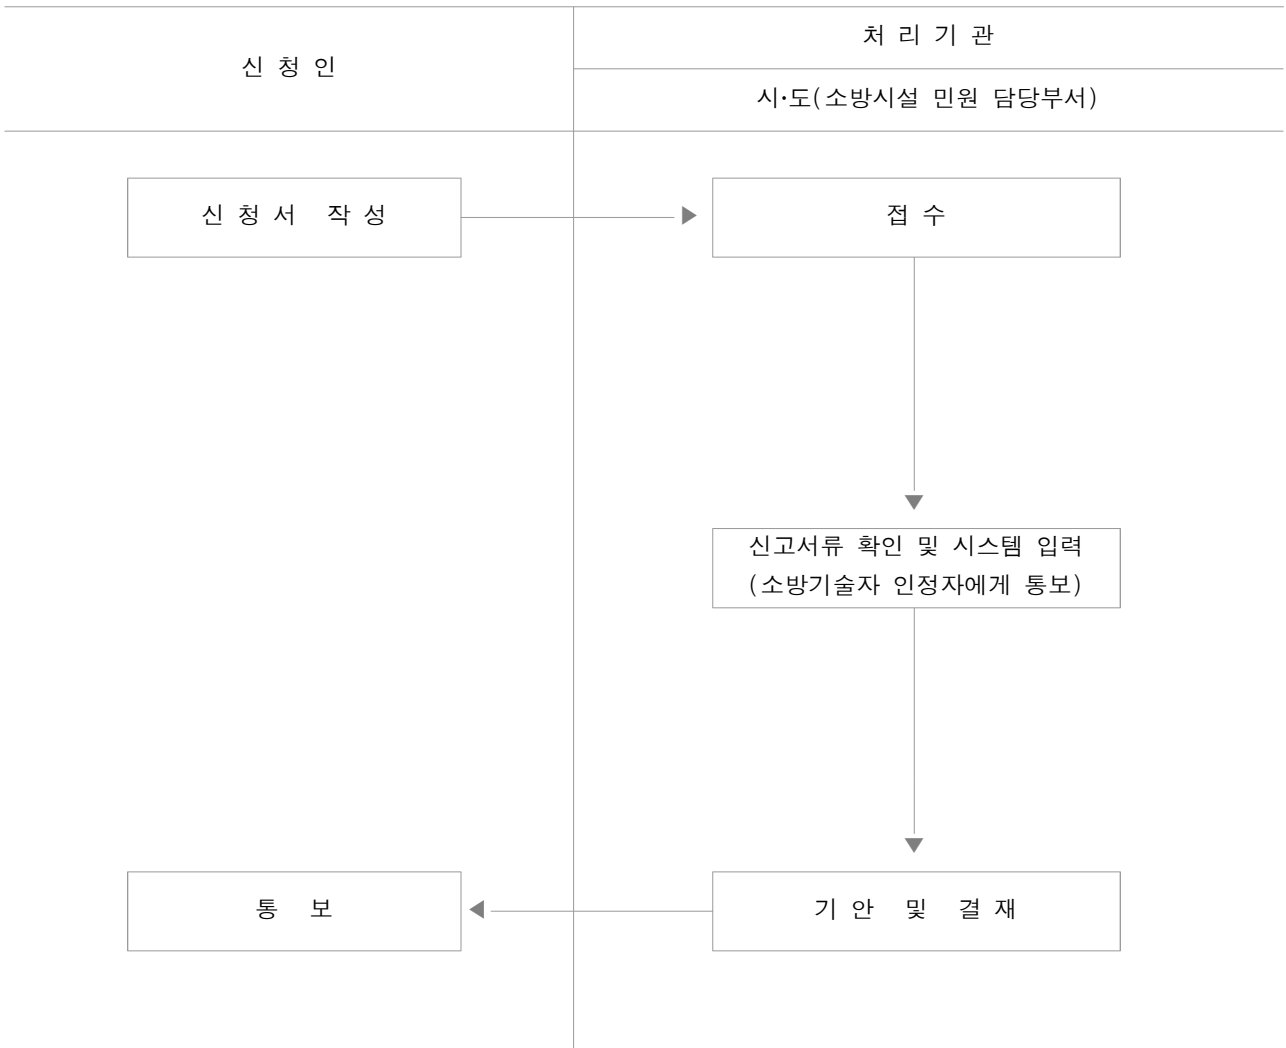 신 청 인
처 리 기 관
시·도(소방시설 민원 담당부서)
신 청 서 작 성
접 수
신고서류 확인 및 시스템 입력
(소방기술자 인정자에게 통보)
통 보
기 안 및 결 재